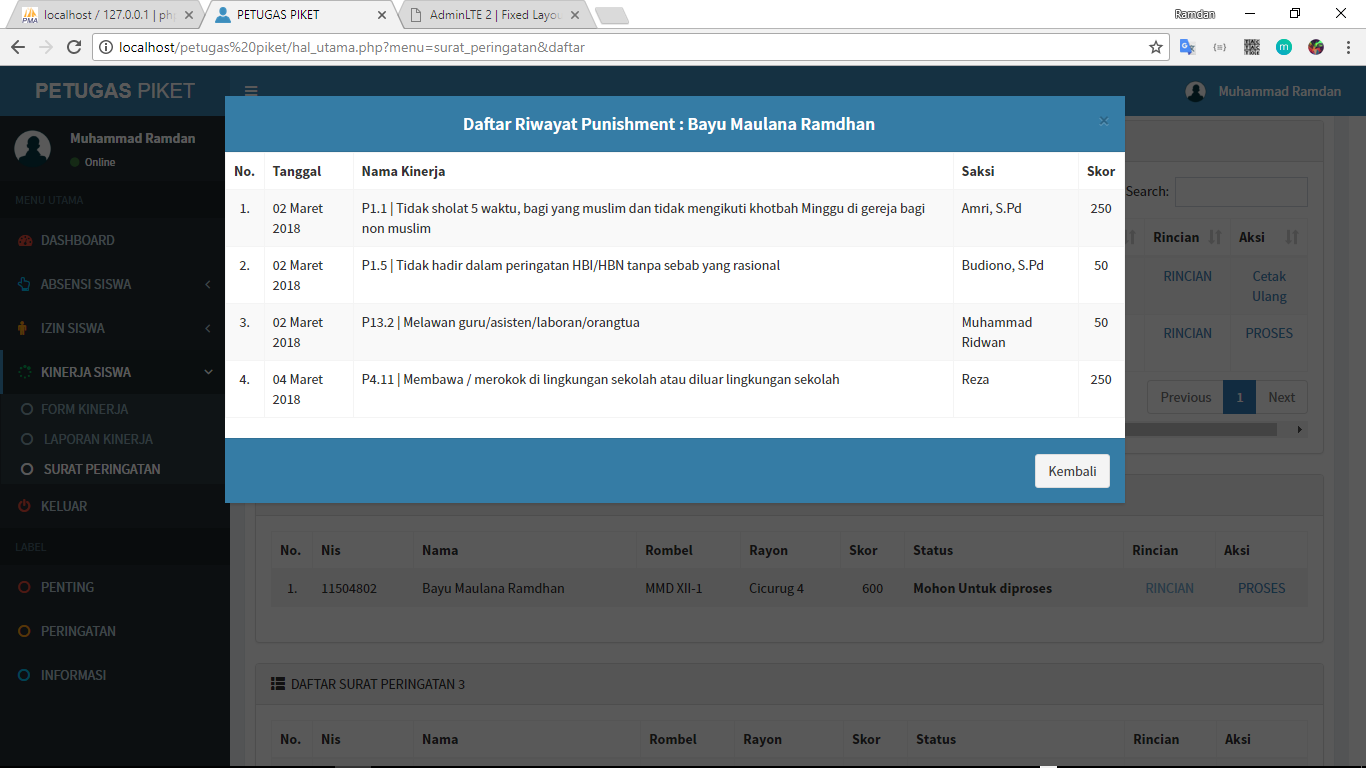 localhost / 127.0.0.1 | ph
PETUGAS PIKET
AdminLTE 2 | Fixed Layou
Ramdan
localhost/petugas%20piket/hal_utama.php?menu=surat_peringatan&daftar
PETUGAS PIKET
Muhammad Ramdan
Muhammad Ramdan
Online
MENU UTAMA
DASHBOARD
ABSENSI SISWA
IZIN SISWA
KINERJA SISWA
FORM KINERJA
LAPORAN KINERJA
SURAT PERINGATAN
KELUAR
LABEL
PENTING
PERINGATAN
INFORMASI
Daftar Riwayat Punishment : Bayu Maulana Ramdhan
×
No. Tanggal Nama Kinerja Saksi Skor
1. 02 Maret 2018 P1.1 | Tidak sholat 5 waktu, bagi yang muslim dan tidak mengikuti khotbah Minggu di gereja bagi non muslim Amri, S.Pd 250
2. 02 Maret 2018 P1.5 | Tidak hadir dalam peringatan HBI/HBN tanpa sebab yang rasional Budiono, S.Pd 50
3. 02 Maret 2018 P13.2 | Melawan guru/asisten/laboran/orangtua Muhammad Ridwan 50
4. 04 Maret 2018 P4.11 | Membawa / merokok di lingkungan sekolah atau diluar lingkungan sekolah Reza 250
Kembali
Search:
Rincian Aksi
RINCIAN Cetak Ulang
RINCIAN PROSES
Previous 1 Next
No. Nis Nama Rombel Rayon Skor Status Rincian Aksi
1. 11504802 Bayu Maulana Ramdhan MMD XII-1 Cicurug 4 600 Mohon Untuk diproses RINCIAN PROSES
DAFTAR SURAT PERINGATAN 3
No. Nis Nama Rombel Rayon Skor Status Rincian Aksi